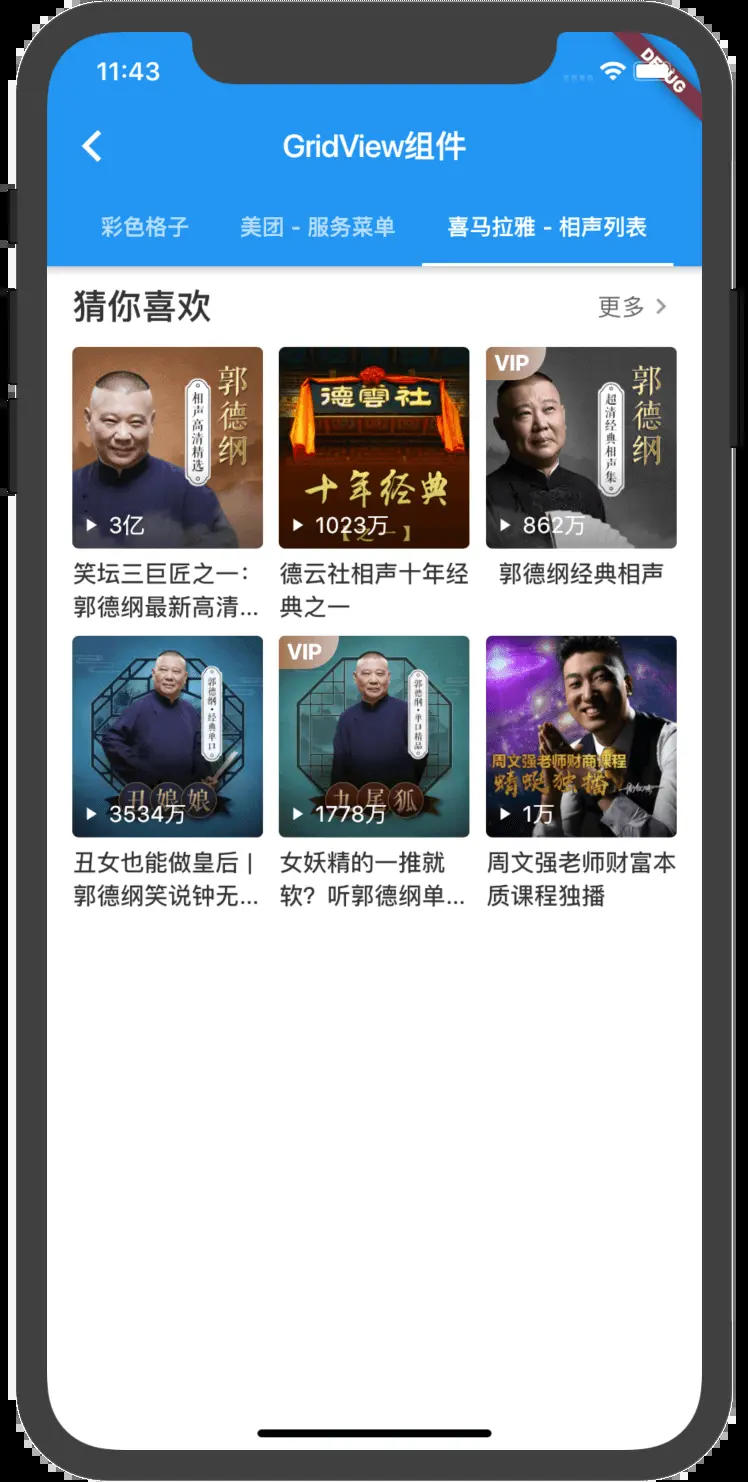 11:43
DEBUG
GridView组件
彩色格子 美团 - 服务菜单 喜马拉雅 - 相声列表
猜你喜欢 更多
郭德纲
相声高清精选
3亿
德雲社
十年经典
【之一】
1023万
VIP
郭德纲
超清经典相声集
862万
笑坛三巨匠之一：
郭德纲最新高清...
德云社相声十年经
典之一
郭德纲经典相声
郭德纲·经典单口
丑娘娘
3534万
VIP
郭德纲·单口精品
九尾狐
1778万
周文强老师财商课程
蜻蜓独播
1万
丑女也能做皇后 |
郭德纲笑说钟无...
女妖精的一推就
软？听郭德纲单...
周文强老师财富本
质课程独播